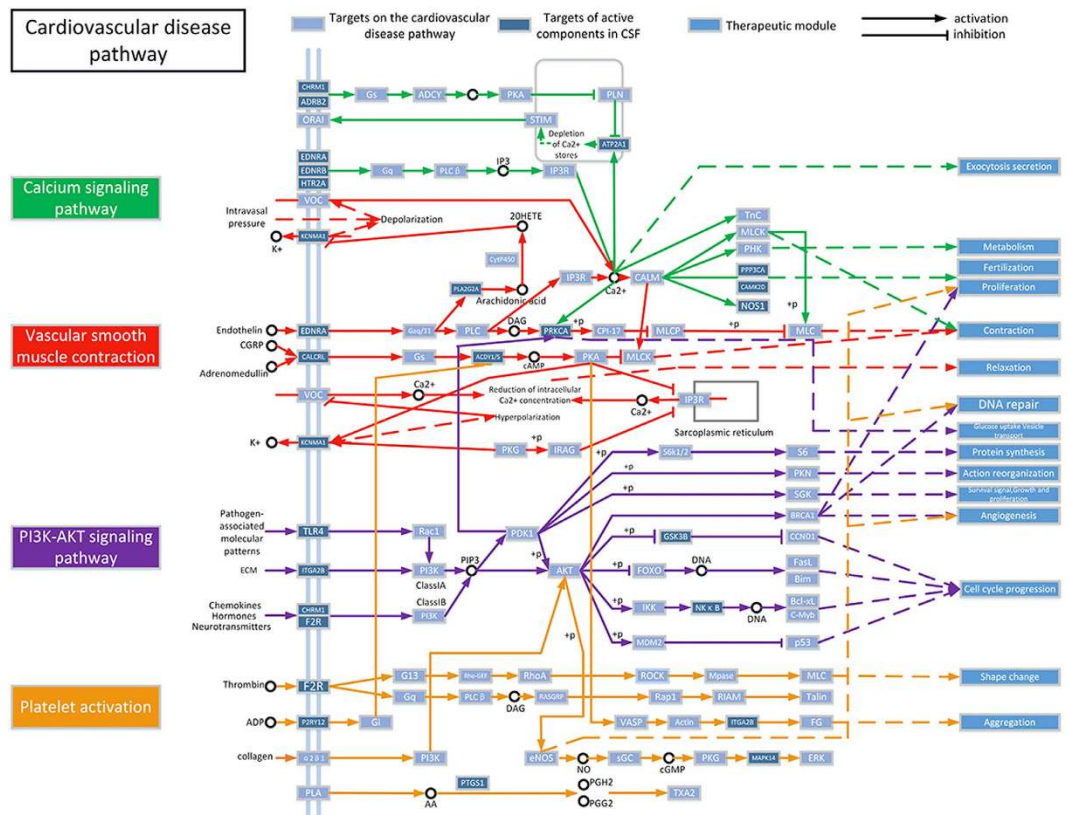 Cardiovascular disease
pathway
Targets on the cardiovascular
disease pathway
Targets of active
components in CSF
Therapeutic module
activation
inhibition
CHRM1
ADRB2
Gs
ADCY
PKA
PLN
ORAI
STIM
Depletion
of Ca2+
stores
ATP2A1
EDNRA
EDNRB
HTR2A
Gq
PLC β
IP3
IP3R
Exocytosis secretion
Calcium signaling
pathway
VOC
Intravasal
pressure
Depolarization
K+
KCNMA1
20HETE
CytP450
PLA2G2A
Arachidonic acid
IP3R
Ca2+
CALM
TnC
MLCK
PHK
PPP3CA
CAMK2D
NOS1
+p
Metabolism
Fertilization
Proliferation
Vascular smooth
muscle contraction
Endothelin
EDNRA
Gaq/11
PLC
DAG
PRKCA
+p
CPI-17
MLCP
+p
MLC
Contraction
CGRP
Adrenomedullin
CALCRL
Gs
ACDY1/5
cAMP
PKA
MLCK
Relaxation
VOC
Ca2+
Reduction of intracellular
Ca2+ concentration
Ca2+
IP3R
Hyperpolarization
Sarcoplasmic reticulum
K+
KCNMA1
PKG
+p
IRAG
DNA repair
Glucose uptake Vesicle
transport
PI3K-AKT signaling
pathway
+p
S6k1/2
S6
Protein synthesis
+p
PKN
Action reorganization
+p
SGK
Survival signal,Growth and
proliferation
Pathogen-
associated
molecular
patterns
TLR4
Rac1
PDK1
+p
BRCA1
Angiogenesis
+p
GSK3B
CCND1
ECM
ITGA2B
PI3K
ClassIA
PIP3
AKT
+p
FOXO
DNA
FasL
Bim
Cell cycle progression
Chemokines
Hormones
Neurotransmitters
CHRM1
F2R
ClassIB
PI3K
+p
IKK
NK κ B
DNA
Bcl-xL
C-Myb
+p
+p
MDM2
p53
Platelet activation
Thrombin
F2R
G13
Rho-GEF
RhoA
ROCK
Mpase
MLC
Shape change
Gq
PLC β
DAG
RASGRP
Rap1
RIAM
Talin
ADP
P2RY12
Gi
VASP
Actin
ITGA2B
FG
Aggregation
collagen
PI3K
eNOS
NO
sGC
cGMP
PKG
MAPK14
ERK
PLA
AA
PTGS1
PGH2
PGG2
TXA2